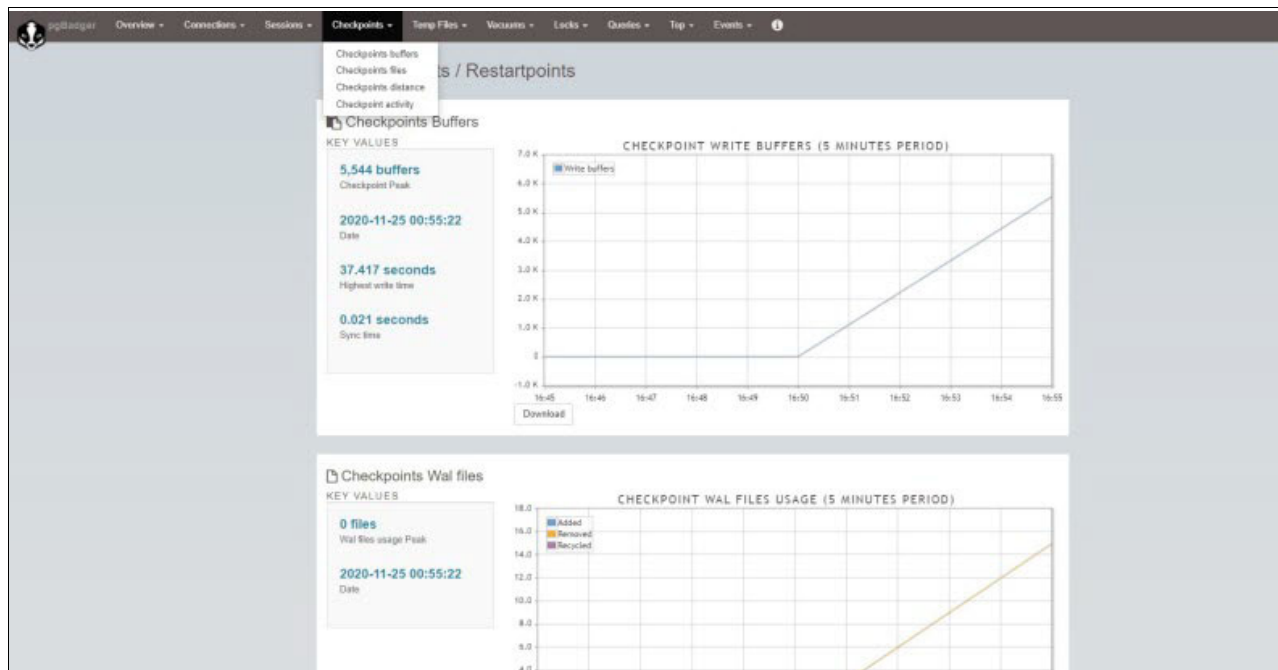 pgBadger Overview Connections Sessions Checkpoints Temp Files Vacuums Locks Queries Top Events
Checkpoints buffers
Checkpoints files
Checkpoints distance
Checkpoint activity
ts / Restartpoints
Checkpoints Buffers
KEY VALUES
5,544 buffers
Checkpoint Peak
2020-11-25 00:55:22
Date
37.417 seconds
Highest write time
0.021 seconds
Sync time
CHECKPOINT WRITE BUFFERS (5 MINUTES PERIOD)
Write buffers
7.0 K
6.0 K
5.0 K
4.0 K
3.0 K
2.0 K
1.0 K
0
-1.0 K
16:45 16:46 16:47 16:48 16:49 16:50 16:51 16:52 16:53 16:54 16:55
Download
Checkpoints Wal files
KEY VALUES
0 files
Wal files usage Peak
2020-11-25 00:55:22
Date
CHECKPOINT WAL FILES USAGE (5 MINUTES PERIOD)
Added
Removed
Recycled
18.0
16.0
14.0
12.0
10.0
8.0
6.0
4.0